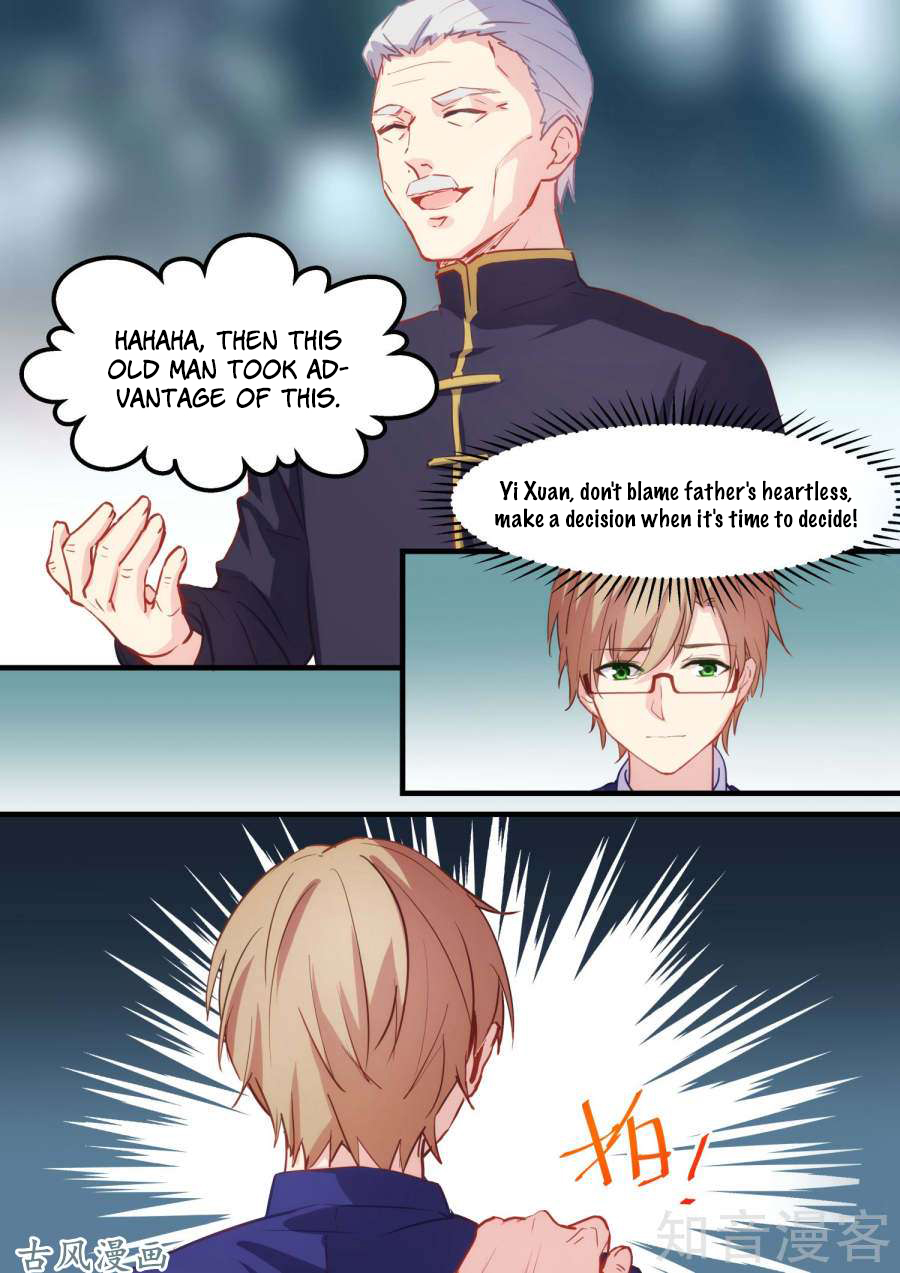 HAHAHA, THEN THIS
OLD MAN TOOK AD-
VANTAGE OF THIS.
Yi Xuan, don't blame father's heartless,
make a decision when it's time to decide!
拍!
知音漫客
古风漫画